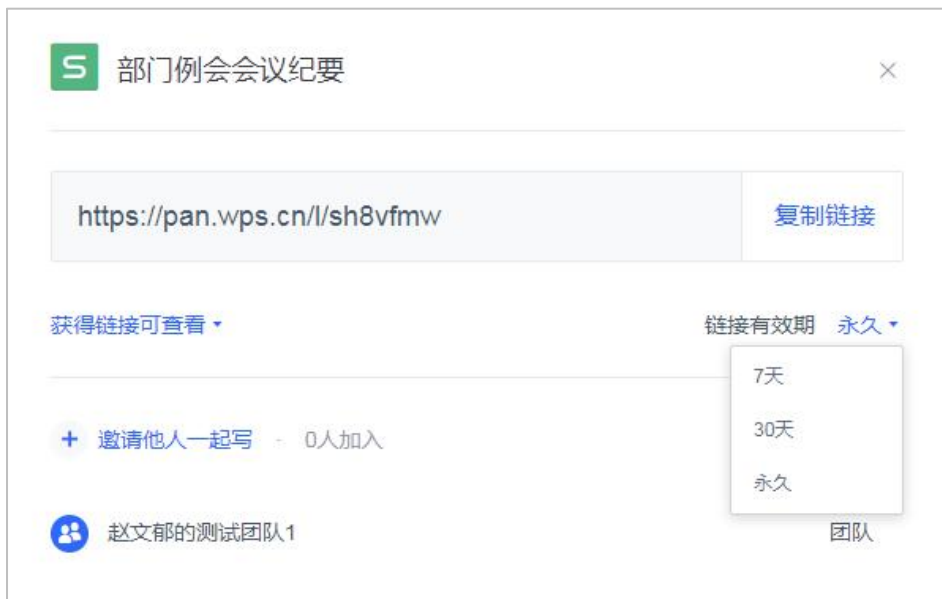 S 部门例会会议纪要 ×
https://pan.wps.cn/l/sh8vfmw 复制链接
获得链接可查看 链接有效期 永久
7天
30天
永久
+ 邀请他人一起写 - 0人加入
赵文郁的测试团队1 团队